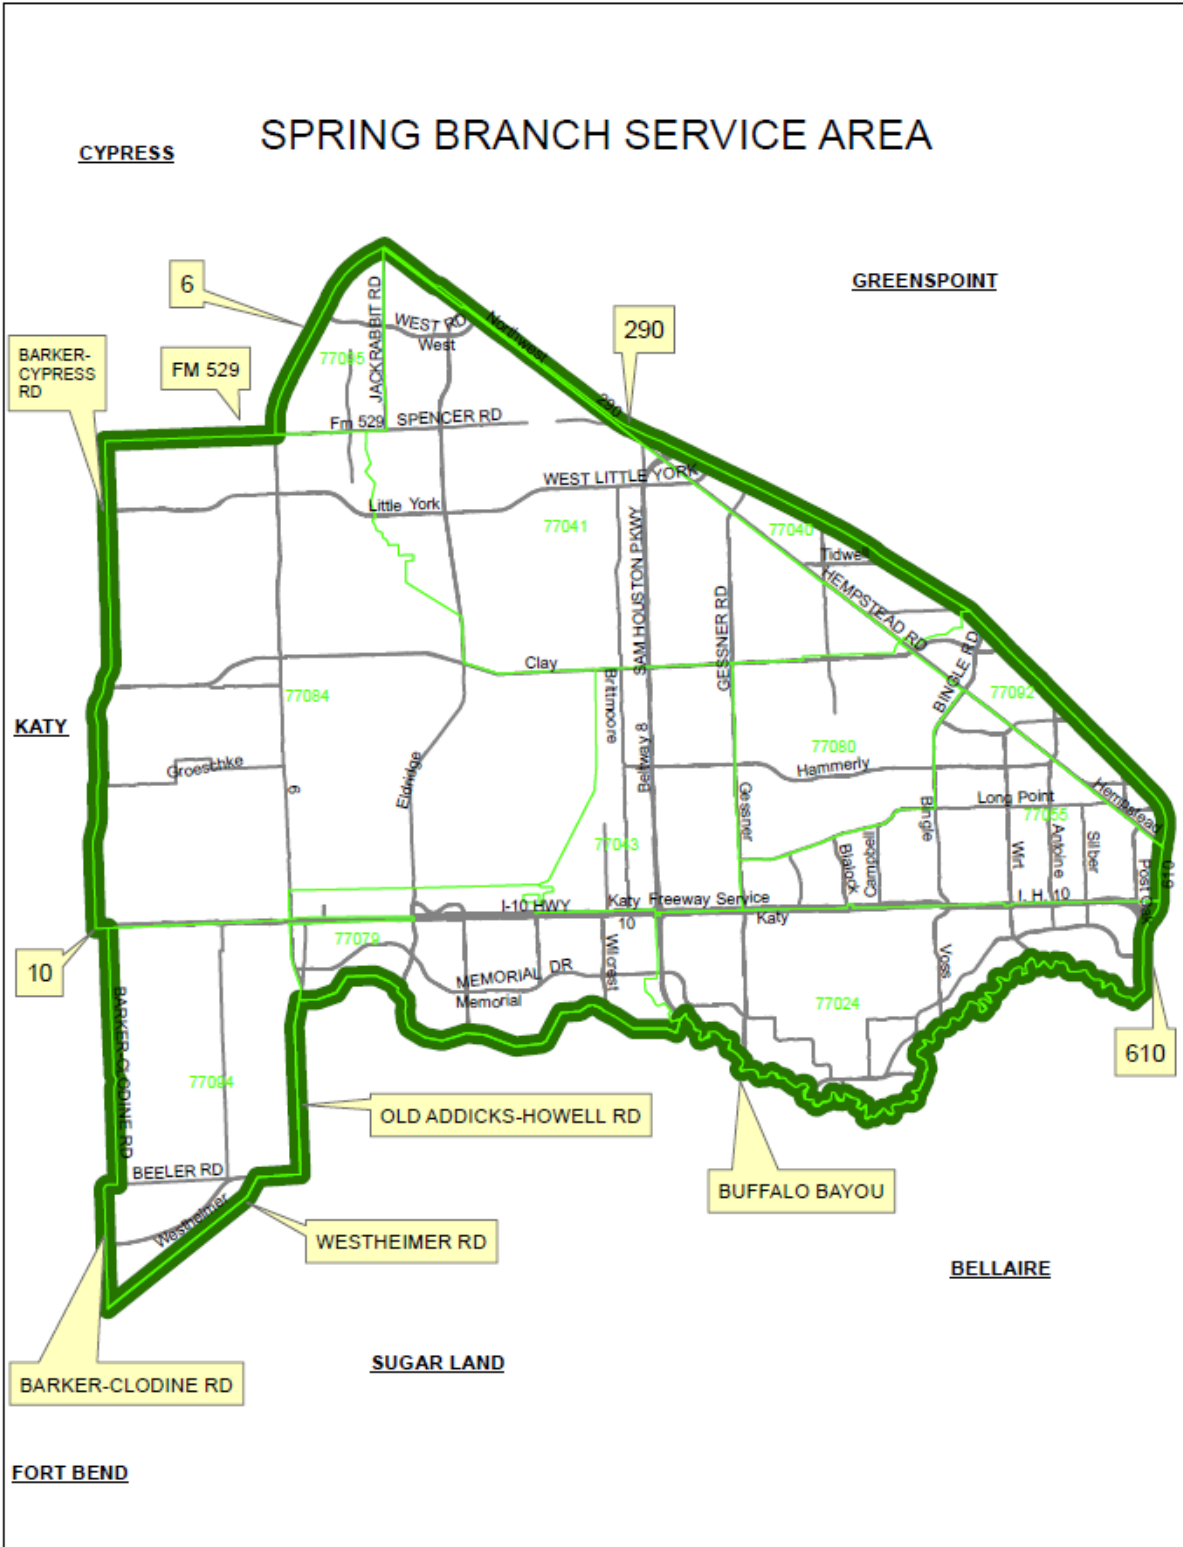 SPRING BRANCH SERVICE AREA
CYPRESS
GREENSPOINT
6
290
BARKER-
CYPRESS
RD
FM 529
JACKRABBIT RD
WEST RD
West
Northwest
77095
290
Fm 529
SPENCER RD
WEST LITTLE YORK
Little York
77041
77040
SAM HOUSTON PKWY
Tidwell
HEMPSTEAD RD
GESSNER RD
BINGLE RD
Clay
77084
Brittmoore
77092
KATY
Groeschke
Eldridge
6
Beltway 8
77080
Hammerly
Gessner
Long Point
Hempstead
77055
Bingle
77043
Wirt
Antoine
Silber
Blalock
Campbell
Post Oak
610
I-10 HWY
Katy
Freeway Service
I. H. 10
10
Katy
77079
Wilcrest
MEMORIAL DR
Memorial
Voss
10
77024
BARKER-CLODINE RD
610
77094
OLD ADDICKS-HOWELL RD
BEELER RD
BUFFALO BAYOU
Westheimer
WESTHEIMER RD
BELLAIRE
SUGAR LAND
BARKER-CLODINE RD
FORT BEND